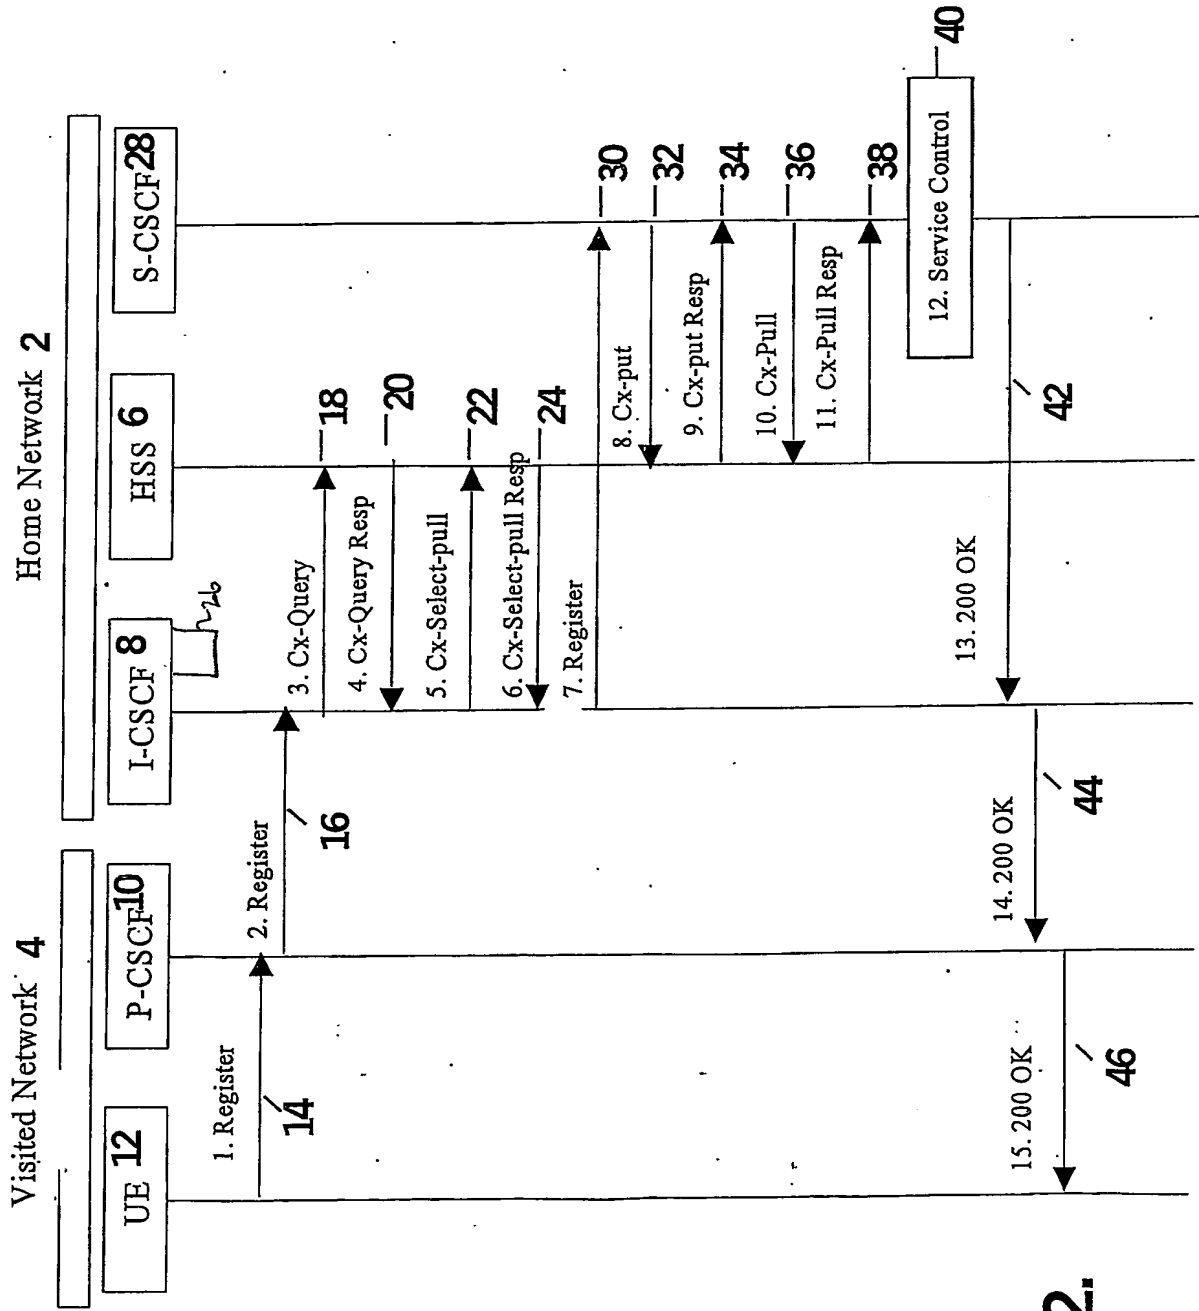 Visited Network 4
Home Network 2
UE 12
P-CSCF 10
I-CSCF 8
HSS 6
S-CSCF 28
26
1. Register
14
2. Register
16
3. Cx-Query
18
4. Cx-Query Resp
20
5. Cx-Select-pull
22
6. Cx-Select-pull Resp
24
7. Register
30
8. Cx-put
32
9. Cx-put Resp
34
10. Cx-Pull
36
11. Cx-Pull Resp
38
12. Service Control
40
13. 200 OK
42
14. 200 OK
44
15. 200 OK
46
2.